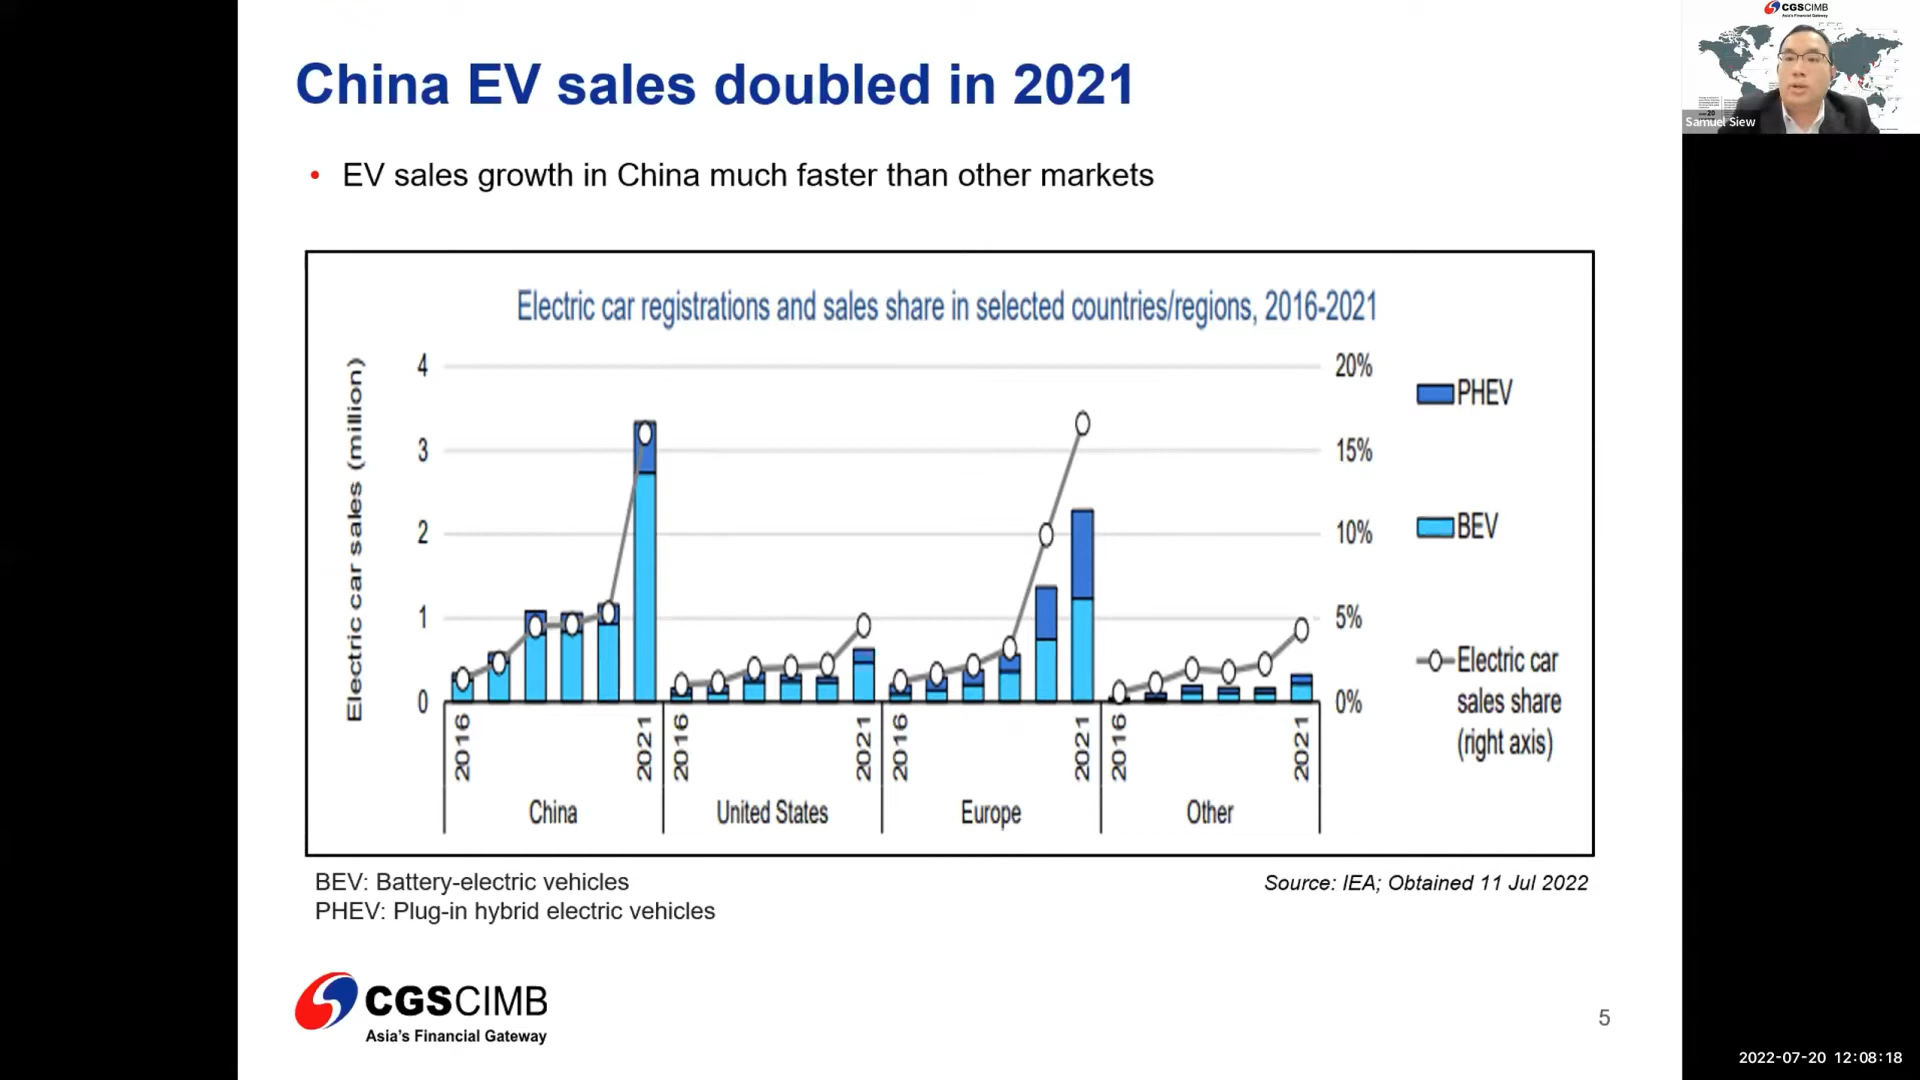 China EV sales doubled in 2021
• EV sales growth in China much faster than other markets
Electric car registrations and sales share in selected countries/regions, 2016-2021
Electric car sales (million)
4
3
2
1
0
20%
15%
10%
5%
0%
PHEV
BEV
Electric car
sales share
(right axis)
2016
2021
2016
2021
2016
2021
2016
2021
China
United States
Europe
Other
BEV: Battery-electric vehicles
PHEV: Plug-in hybrid electric vehicles
Source: IEA; Obtained 11 Jul 2022
CGSCIMB
Asia's Financial Gateway
5
CGSCIMB
Asia's Financial Gateway
Samuel Siew
2022-07-20 12:08:18